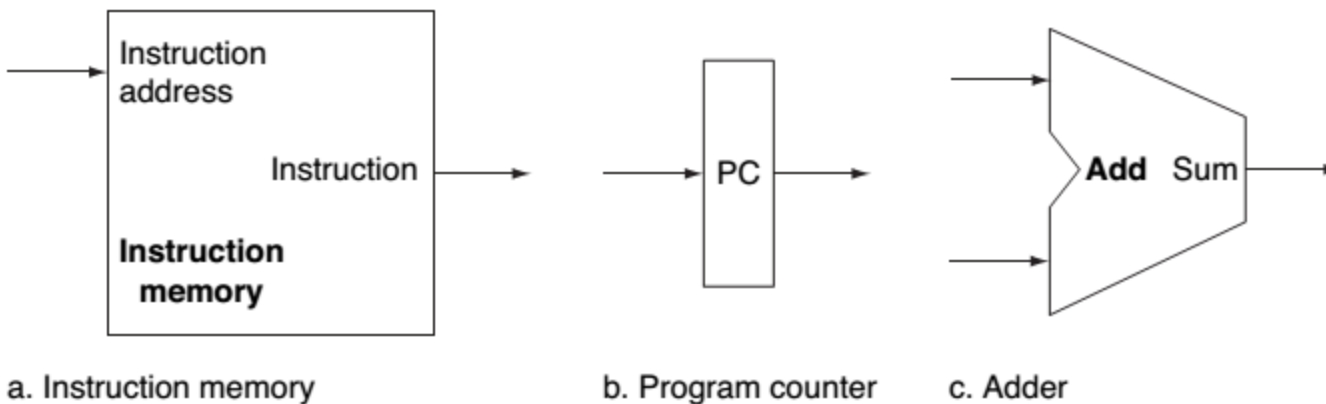 Instruction
address
Instruction
Instruction
memory
PC
Add Sum
a. Instruction memory
b. Program counter
c. Adder